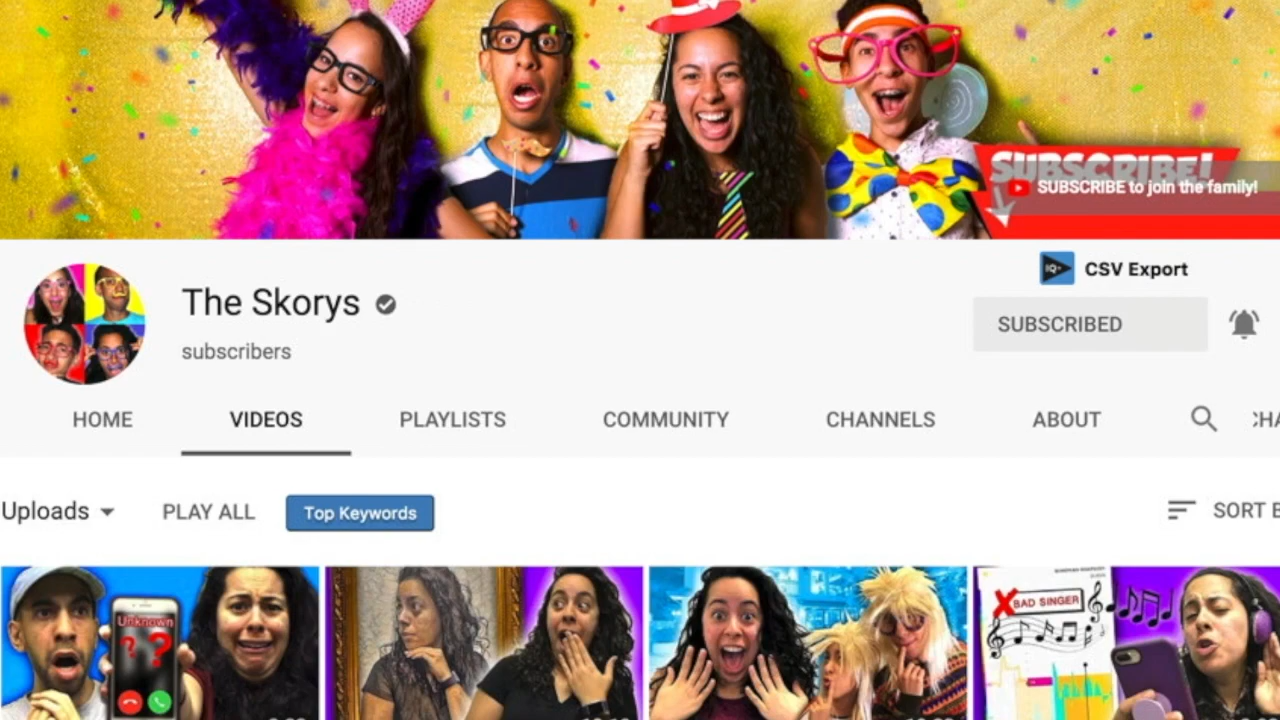 SUBSCRIBE!
SUBSCRIBE to join the family!
IQ
CSV Export
The Skorys
subscribers
SUBSCRIBED
HOME VIDEOS PLAYLISTS COMMUNITY CHANNELS ABOUT
Uploads PLAY ALL Top Keywords SORT
Unknown
? ?
BAD SINGER